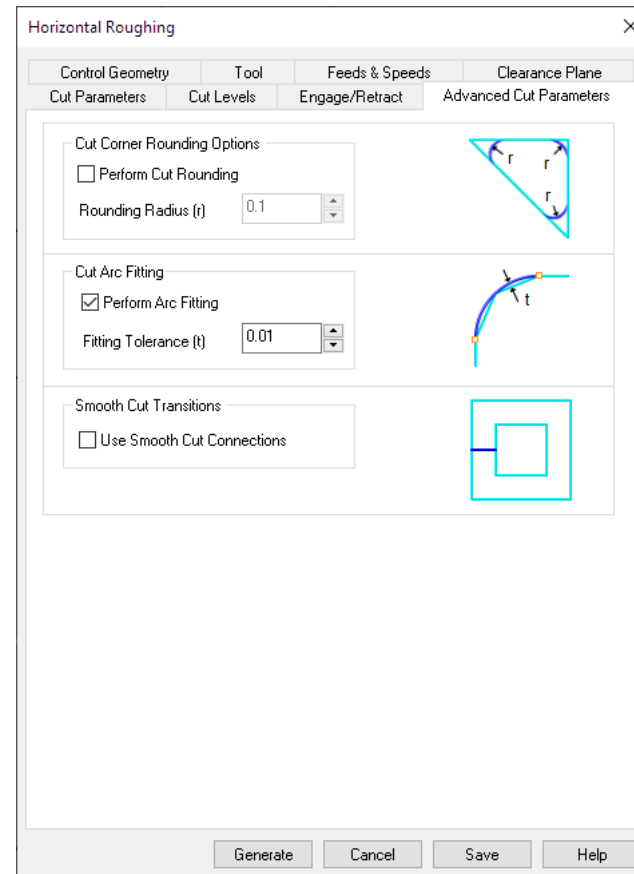 Horizontal Roughing
Control Geometry Tool Feeds & Speeds Clearance Plane
Cut Parameters Cut Levels Engage/Retract Advanced Cut Parameters
Cut Corner Rounding Options
Perform Cut Rounding
Rounding Radius (r) 0.1
r r
r
Cut Arc Fitting
Perform Arc Fitting
Fitting Tolerance (t) 0.01
t
Smooth Cut Transitions
Use Smooth Cut Connections
Generate Cancel Save Help